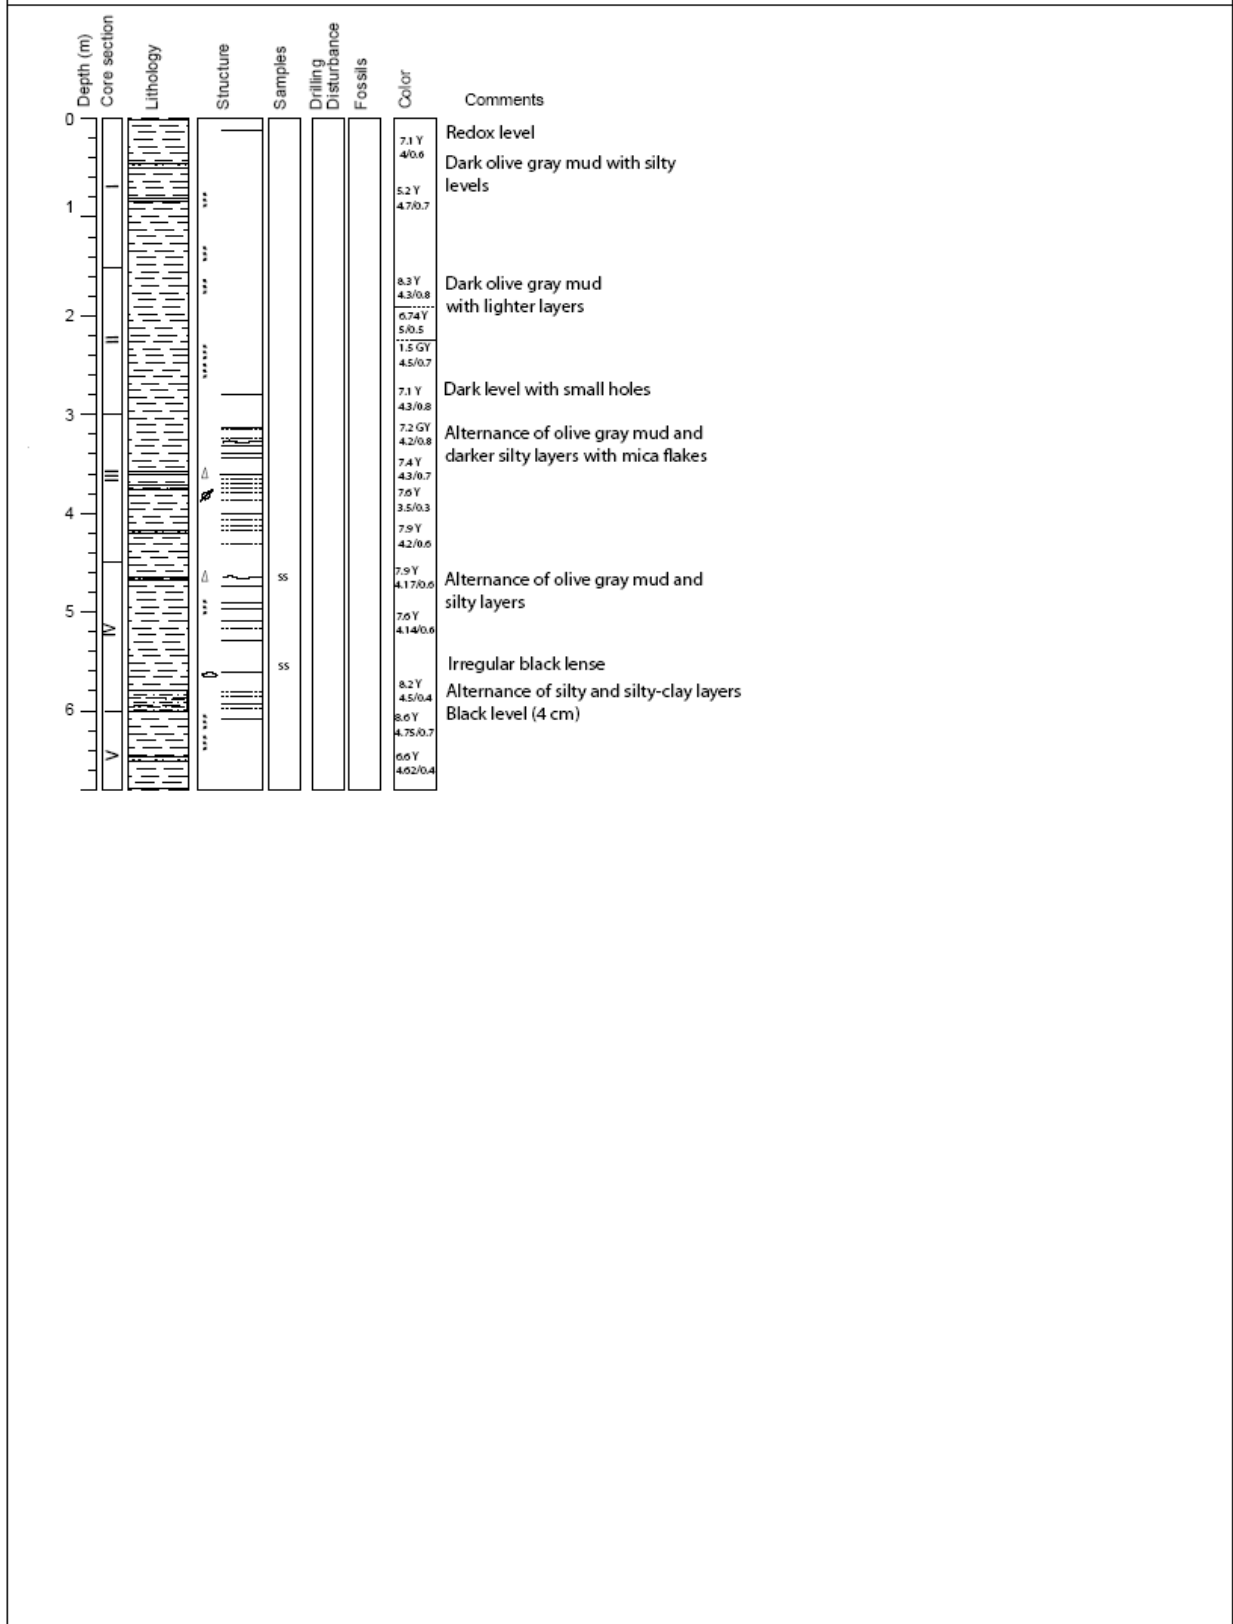 Depth (m)
Core section
Lithology
Structure
Samples
Drilling
Disturbance
Fossils
Color
Comments
0
1
2
3
4
5
6
I
II
III
IV
V
ss
ss
7.1 Y
4/0.6
5.2 Y
4.7/0.7
8.3 Y
4.3/0.8
6.74 Y
5/0.5
1.5 GY
4.5/0.7
7.1 Y
4.3/0.8
7.2 GY
4.2/0.8
7.4 Y
4.3/0.7
7.6 Y
3.5/0.3
7.9 Y
4.2/0.6
7.9 Y
4.17/0.6
7.6 Y
4.14/0.6
8.2 Y
4.5/0.4
8.6 Y
4.75/0.7
6.6 Y
4.62/0.4
Redox level
Dark olive gray mud with silty
levels
Dark olive gray mud
with lighter layers
Dark level with small holes
Alternance of olive gray mud and
darker silty layers with mica flakes
Alternance of olive gray mud and
silty layers
Irregular black lense
Alternance of silty and silty-clay layers
Black level (4 cm)